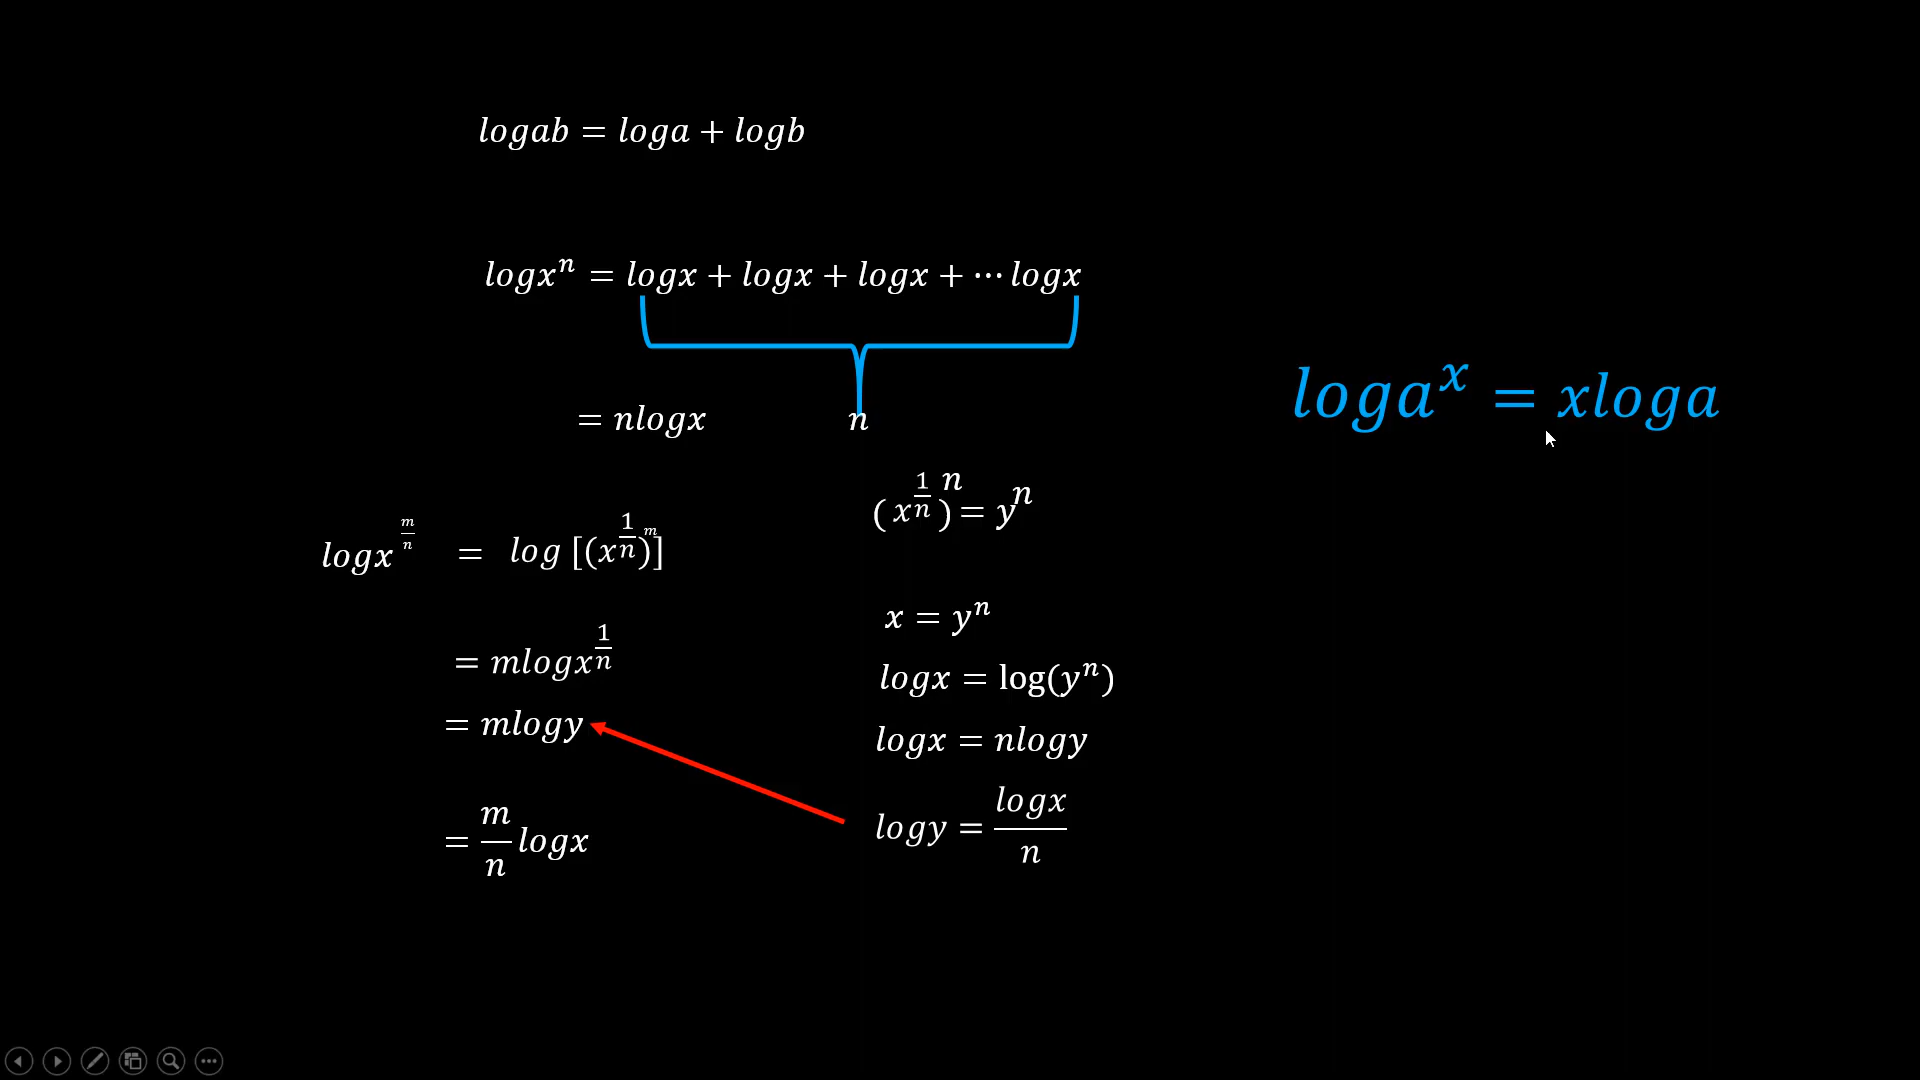 logab = loga + logb
logxⁿ = logx + logx + logx + ⋯ logx
= nlogx
n
logaˣ = xloga
logx^(m/n) = log [(x^(1/n))^m]
= mlogx^(1/n)
= mlogy
= m/n logx
(x^(1/n))^n = yⁿ
x = yⁿ
logx = log(yⁿ)
logx = nlogy
logy = logx/n